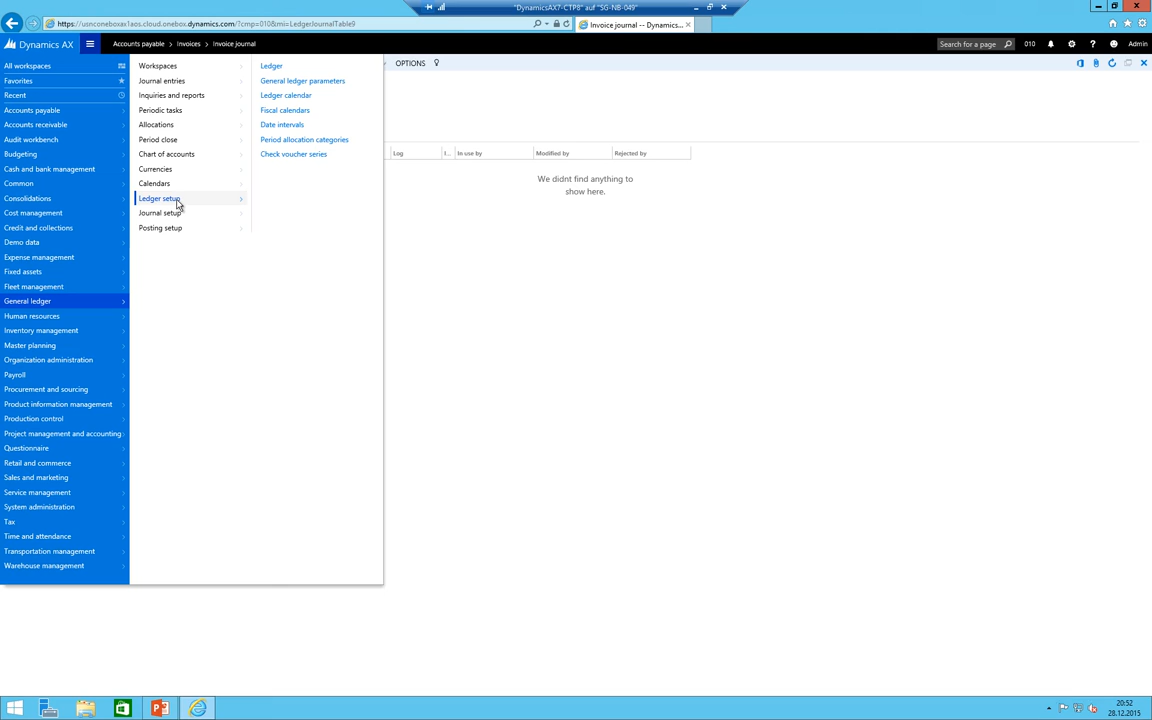 "DynamicsAX7-CTP8" auf "SG-NB-049"
https://usnconeboxax1aos.cloud.onebox.dynamics.com/?cmp=010&mi=LedgerJournalTable9
Invoice journal -- Dynamics...
Dynamics AX
Accounts payable > Invoices > Invoice journal
Search for a page
010
Admin
OPTIONS
All workspaces
Favorites
Recent
Accounts payable
Accounts receivable
Audit workbench
Budgeting
Cash and bank management
Common
Consolidations
Cost management
Credit and collections
Demo data
Expense management
Fixed assets
Fleet management
General ledger
Human resources
Inventory management
Master planning
Organization administration
Payroll
Procurement and sourcing
Product information management
Production control
Project management and accounting
Questionnaire
Retail and commerce
Sales and marketing
Service management
System administration
Tax
Time and attendance
Transportation management
Warehouse management
Workspaces
Journal entries
Inquiries and reports
Periodic tasks
Allocations
Period close
Chart of accounts
Currencies
Calendars
Ledger setup
Journal setup
Posting setup
Ledger
General ledger parameters
Ledger calendar
Fiscal calendars
Date intervals
Period allocation categories
Check voucher series
Log
I...
In use by
Modified by
Rejected by
We didnt find anything to
show here.
20:52
28.12.2015